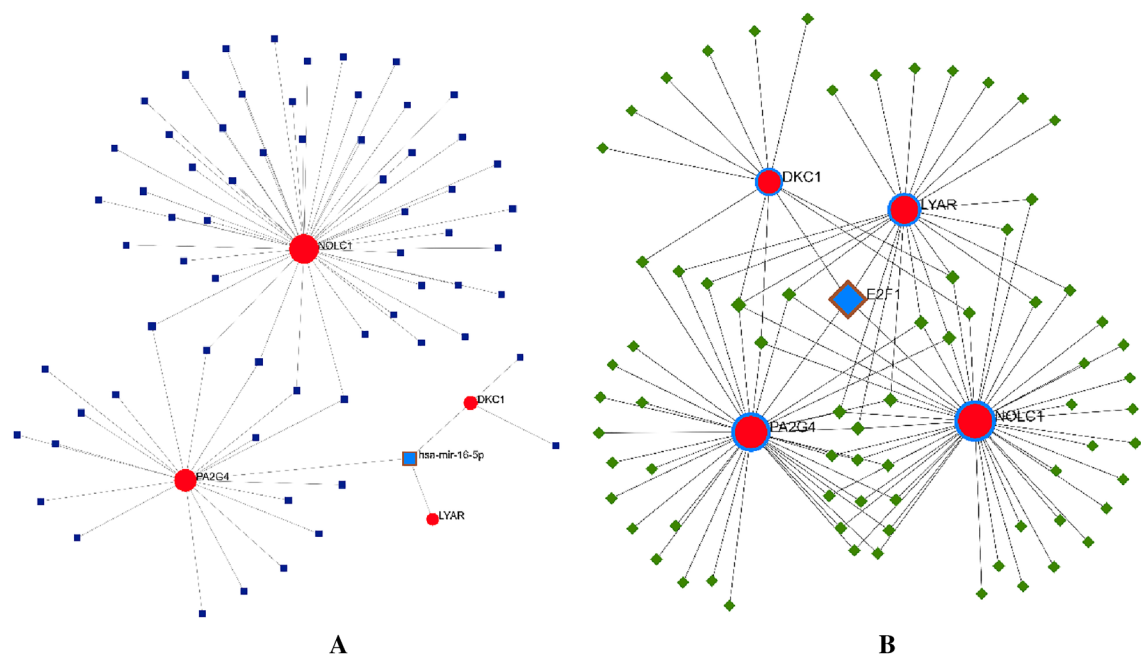 NOLC1
DKC1
hsa-mir-16-5p
PA2G4
LYAR
A
DKC1
LYAR
E2F1
PA2G4
NOLC1
B